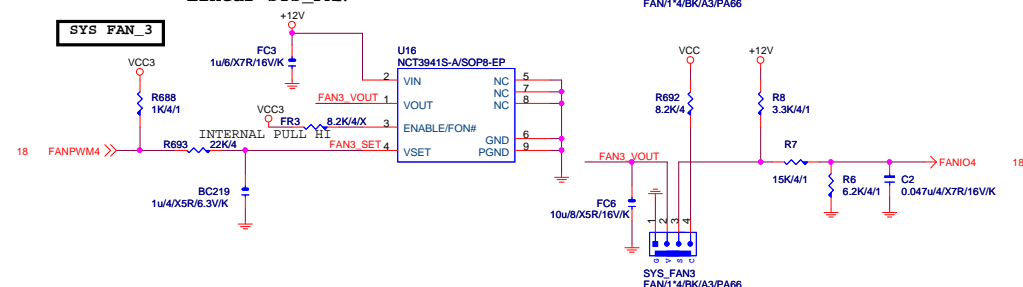 FAN/1*4/BK/A3/PA66
SYS FAN_3
+12V
VCC3
FC3
1u/6/X7R/16V/K
U16
NCT3941S-A/SOP8-EP
VCC
+12V
2 VIN
NC 5
NC 7
NC 8
FAN3_VOUT 1 VOUT
R688
1K/4/1
VCC3
FR3 8.2K/4/X
3 ENABLE/FON#
INTERNAL PULL HI
GND 6
PGND 9
R692
8.2K/4
R8
3.3K/4/1
18 FANPWM4
R693 22K/4
FAN3_SET 4 VSET
FAN3_VOUT
R7
15K/4/1
FANIO4 18
R6
6.2K/4/1
C2
0.047u/4/X7R/16V/K
BC219
1u/4/X5R/6.3V/K
FC6
10u/8/X5R/16V/K
1 2 3 4
G V S C
SYS_FAN3
FAN/1*4/BK/A3/PA66